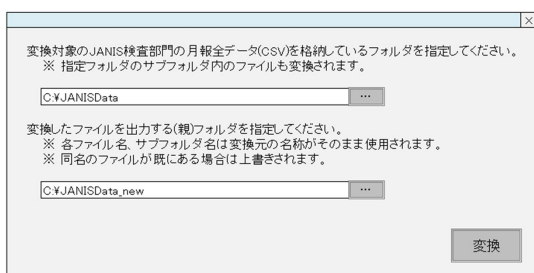 変換対象のJANIS検査部門の月報全データ(CSV)を格納しているフォルダを指定してください。
※ 指定フォルダのサブフォルダ内のファイルも変換されます。
C:¥JANISData
...
変換したファイルを出力する(親)フォルダを指定してください。
※ 各ファイル名、サブフォルダ名は変換元の名称がそのまま使用されます。
※ 同名のファイルが既にある場合は上書きされます。
C:¥JANISData_new
...
変換